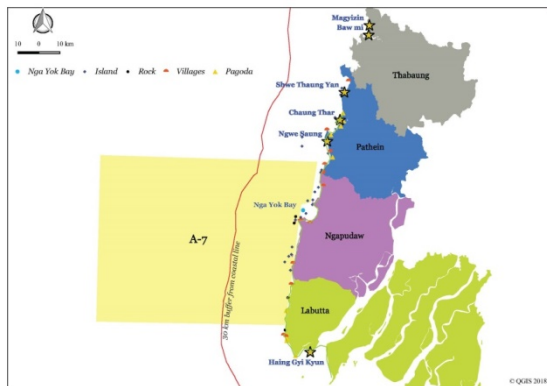 10 0 10 km
Nga Yok Bay Island Rock Villages Pagoda
Magyizin
Baw mi
Thabaung
Shwe Thaung Yan
Chaung Thar
Ngwe Saung
Pathein
Nga Yok Bay
A-7
Ngapudaw
30 km buffer from coastal line
Labutta
Haing Gyi Kyun
© QGIS 2018